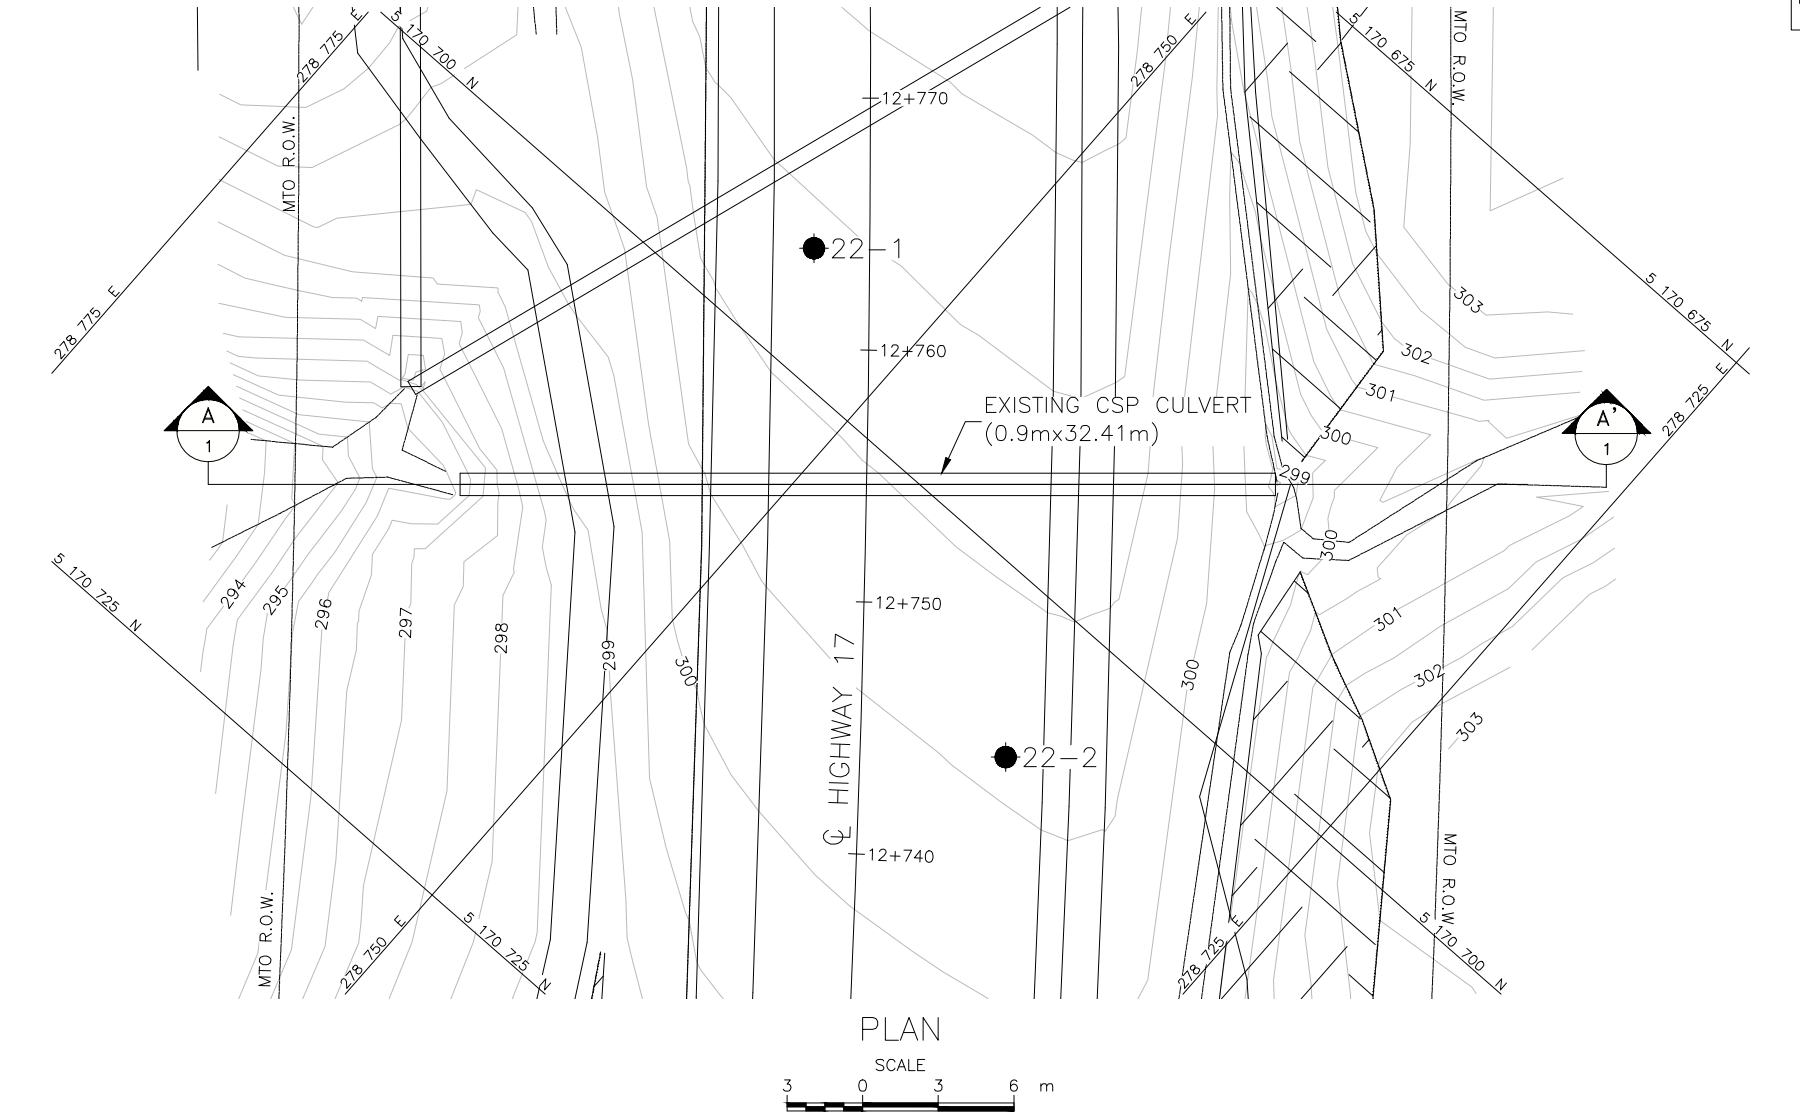 278 775 E
5 170 700 N
278 750 E
5 170 675 N
MTO R.O.W.
12+770
MTO R.O.W.
22-1
303
278 775 E
5 170 675 N
12+760
302
301
278 725 E
A
1
EXISTING CSP CULVERT
(0.9mx32.41m)
300
A'
1
299
300
5 170 725 N
294
295
296
297
298
299
300
12+750
300
301
302
303
HIGHWAY 17
22-2
12+740
MTO R.O.W.
MTO R.O.W.
278 750 E
5 170 725 N
278 725 E
5 170 700 N
PLAN
SCALE
3 0 3 6 m